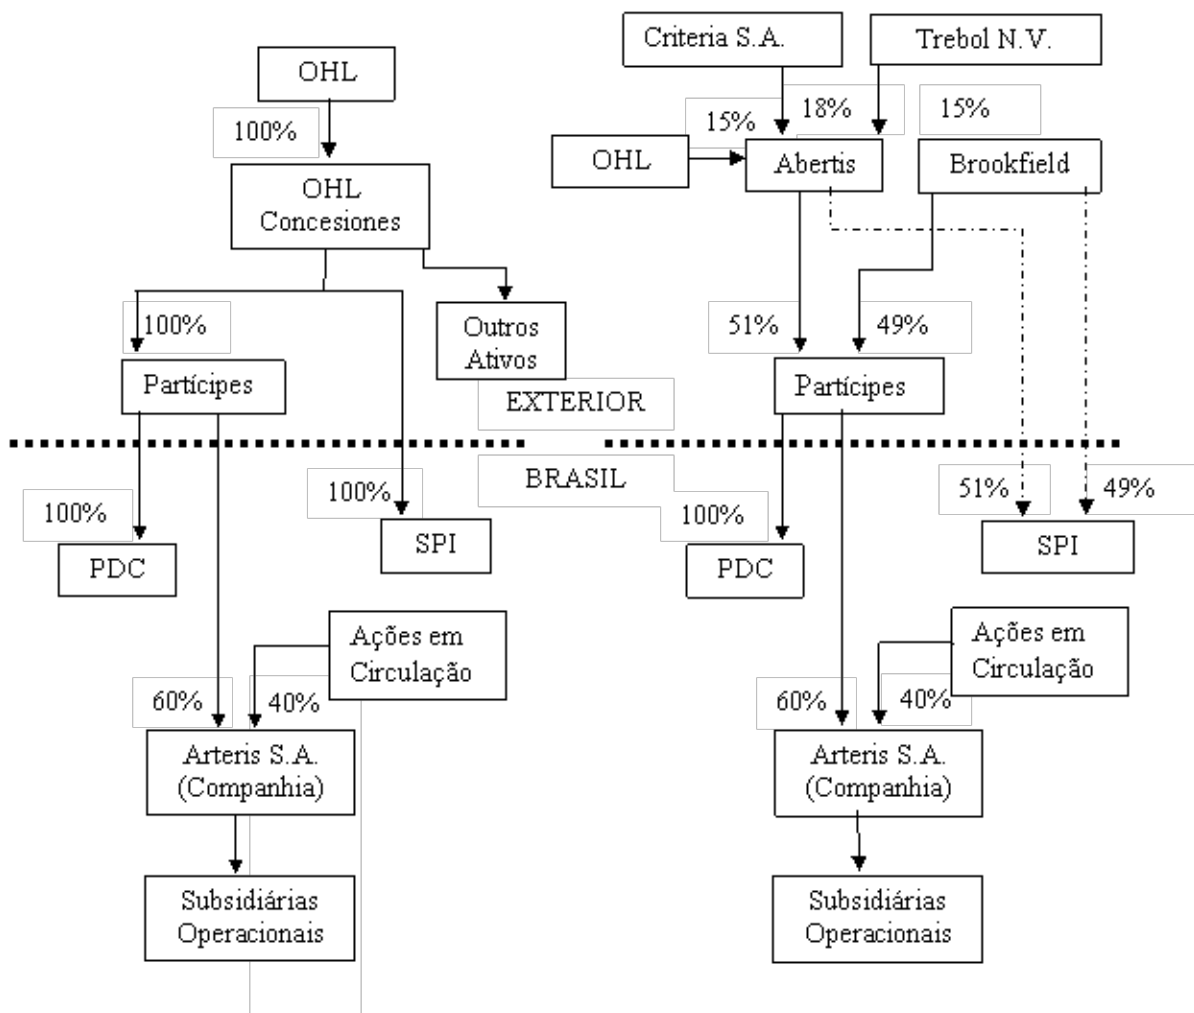 OHL
100%
OHL
Concesiones
100%
Outros
Ativos
Partícipes
EXTERIOR
BRASIL
100%
100%
PDC
SPI
Ações em
Circulação
60%
40%
Arteris S.A.
(Companhia)
Subsidiárias
Operacionais
Criteria S.A.
Trebol N.V.
15%
18%
15%
OHL
Abertis
Brookfield
51%
49%
Partícipes
100%
51%
49%
PDC
SPI
Ações em
Circulação
60%
40%
Arteris S.A.
(Companhia)
Subsidiárias
Operacionais